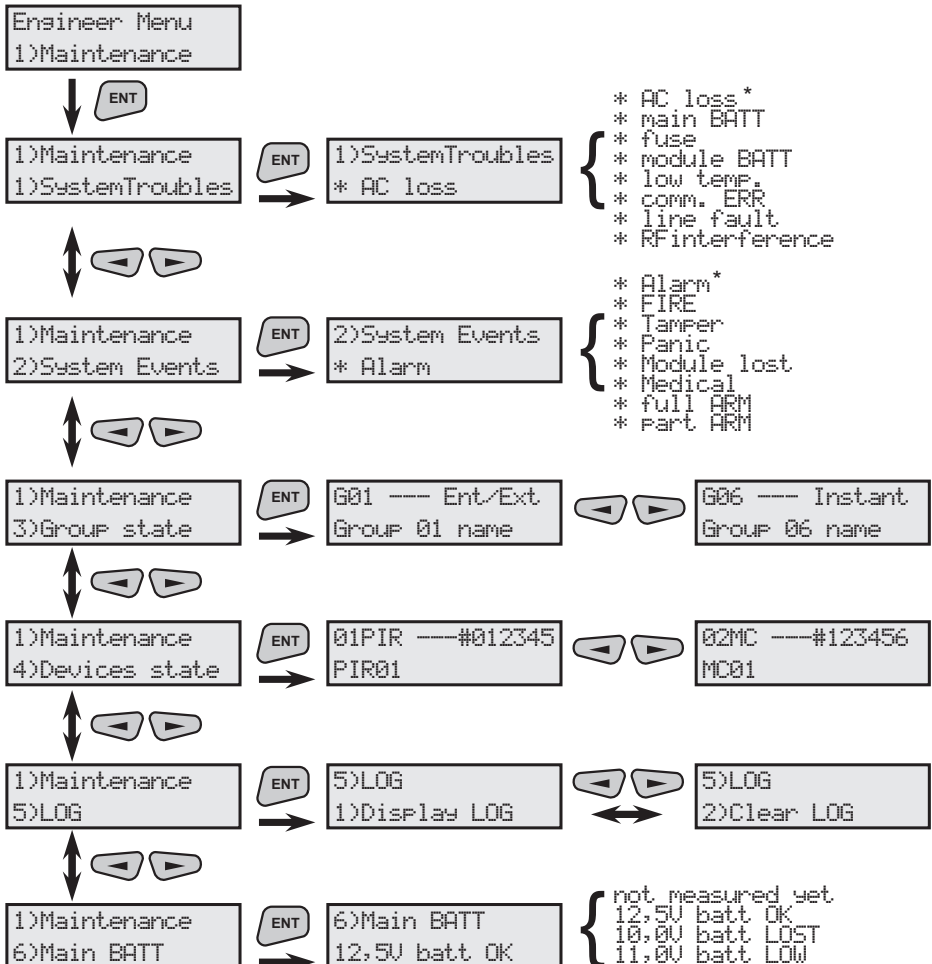 Engineer Menu
1)Maintenance
ENT
1)Maintenance
1)SystemTroubles
ENT
1)SystemTroubles
* AC loss
* AC loss*
* main BATT
* fuse
* module BATT
* low temp.
* comm. ERR
* line fault
* RFinterference
1)Maintenance
2)System Events
ENT
2)System Events
* Alarm
* Alarm*
* FIRE
* Tamper
* Panic
* Module lost
* Medical
* full ARM
* part ARM
1)Maintenance
3)Group state
ENT
G01 --- Ent/Ext
Group 01 name
G06 --- Instant
Group 06 name
1)Maintenance
4)Devices state
ENT
01PIR ---#012345
PIR01
02MC ---#123456
MC01
1)Maintenance
5)LOG
ENT
5)LOG
1)Display LOG
5)LOG
2)Clear LOG
1)Maintenance
6)Main BATT
ENT
6)Main BATT
12,5V batt OK
not measured yet
12,5V batt OK
10,0V batt LOST
11,0V batt LOW